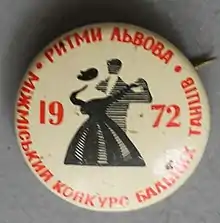 РИТМИ ЛЬВОВА
1972
МІЖМІСЬКИЙ КОНКУРС БАЛЬНИХ ТАНЦІВ